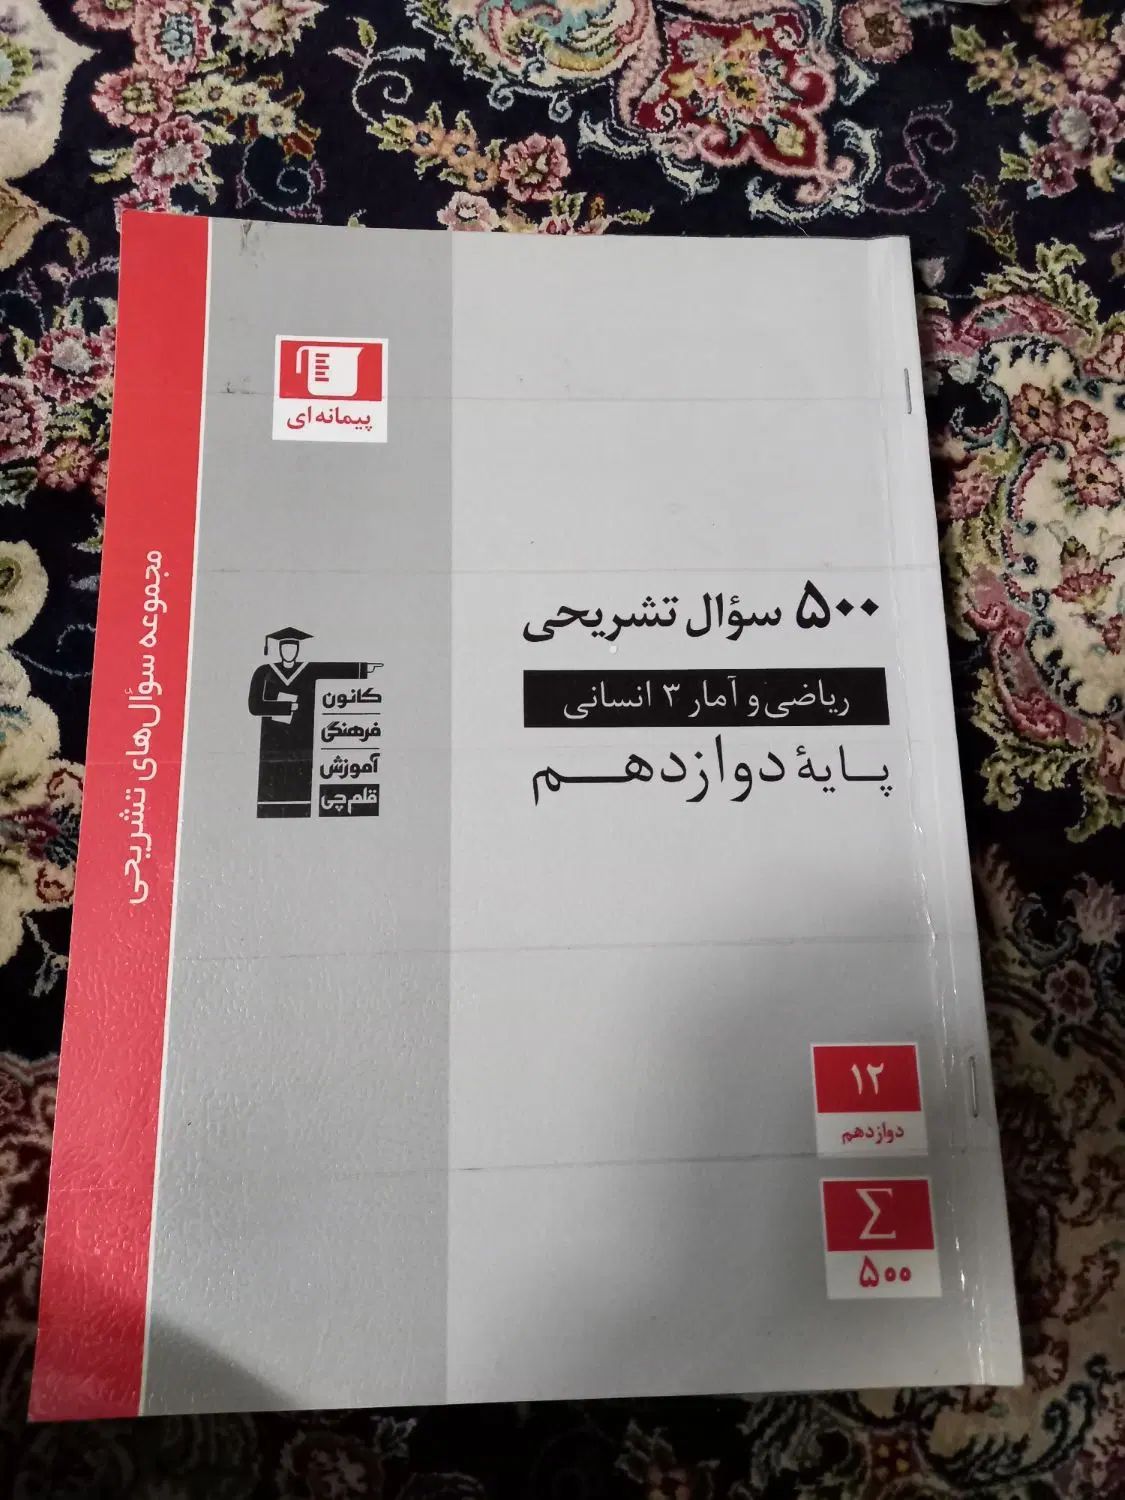 پیمانه‌ای
۵۰۰ سؤال تشریحی
ریاضی و آمار ۳ انسانی
پایهٔ دوازدهم
کانون
فرهنگی
آموزش
قلم‌چی
مجموعه سؤال‌های تشریحی
۱۲
دوازدهم
Σ
۵۰۰